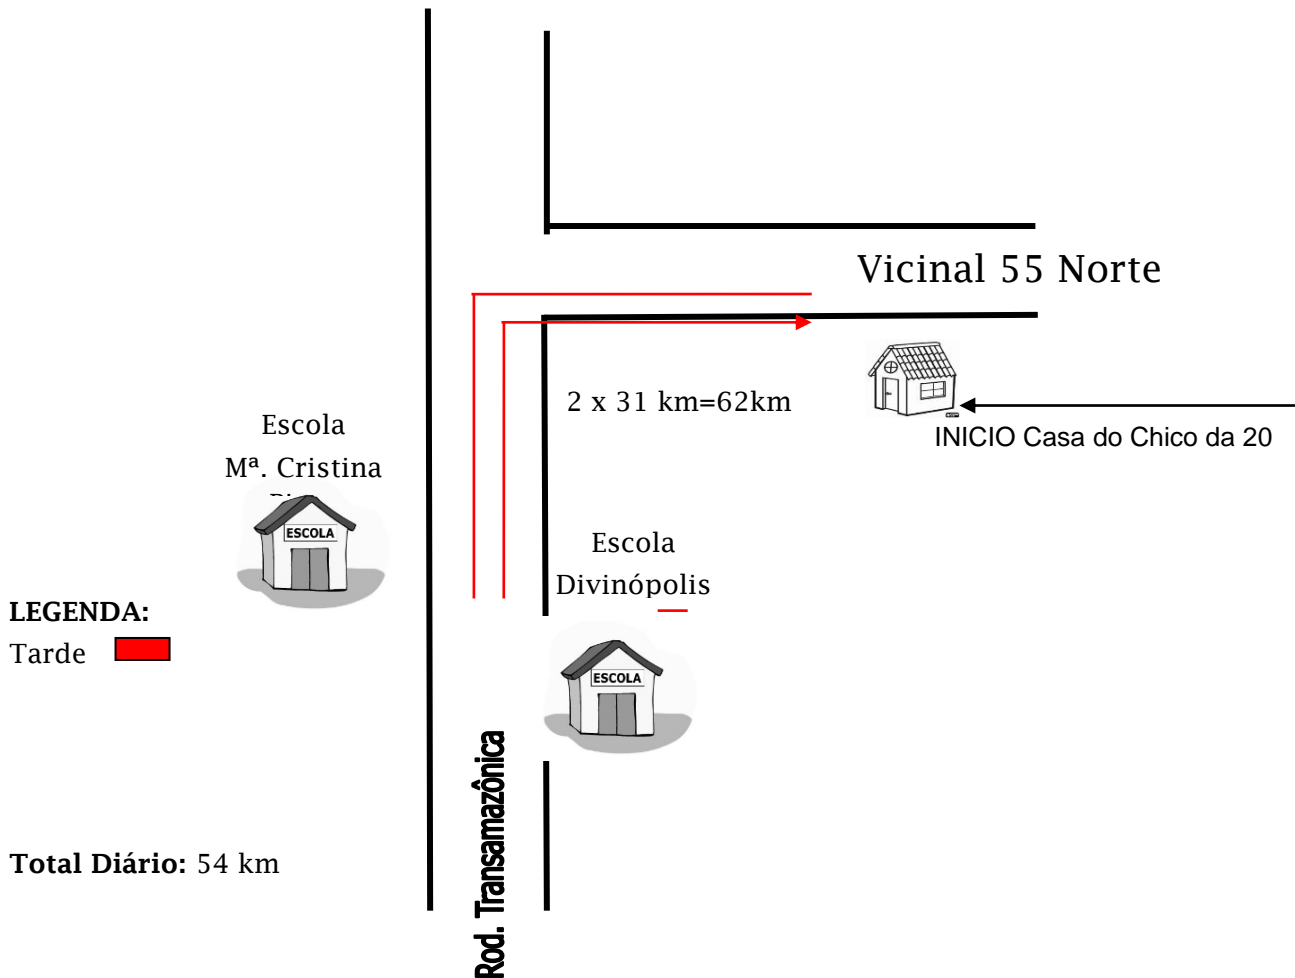 Vicinal 55 Norte
2 x 31 km=62km
INICIO Casa do Chico da 20
Escola
Mª. Cristina
ESCOLA
Escola
Divinópolis
ESCOLA
LEGENDA:
Tarde
Rod. Transamazônica
Total Diário: 54 km